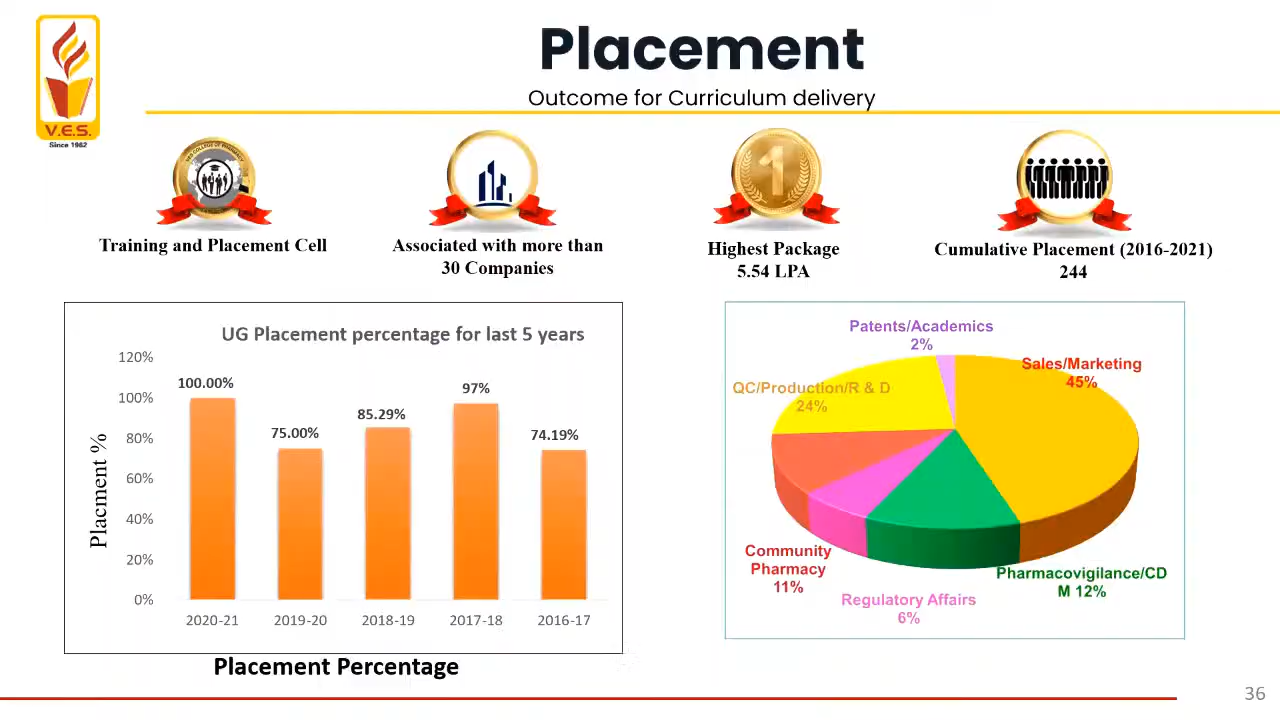 Placement
Outcome for Curriculum delivery
V.E.S.
Since 1962
Training and Placement Cell
Associated with more than
30 Companies
1
Highest Package
5.54 LPA
Cumulative Placement (2016-2021)
244
UG Placement percentage for last 5 years
Placment %
120%
100%
80%
60%
40%
20%
0%
100.00%
75.00%
85.29%
97%
74.19%
2020-21
2019-20
2018-19
2017-18
2016-17
Placement Percentage
Patents/Academics
2%
Sales/Marketing
45%
QC/Production/R & D
24%
Community
Pharmacy
11%
Regulatory Affairs
6%
Pharmacovigilance/CD
M 12%
36